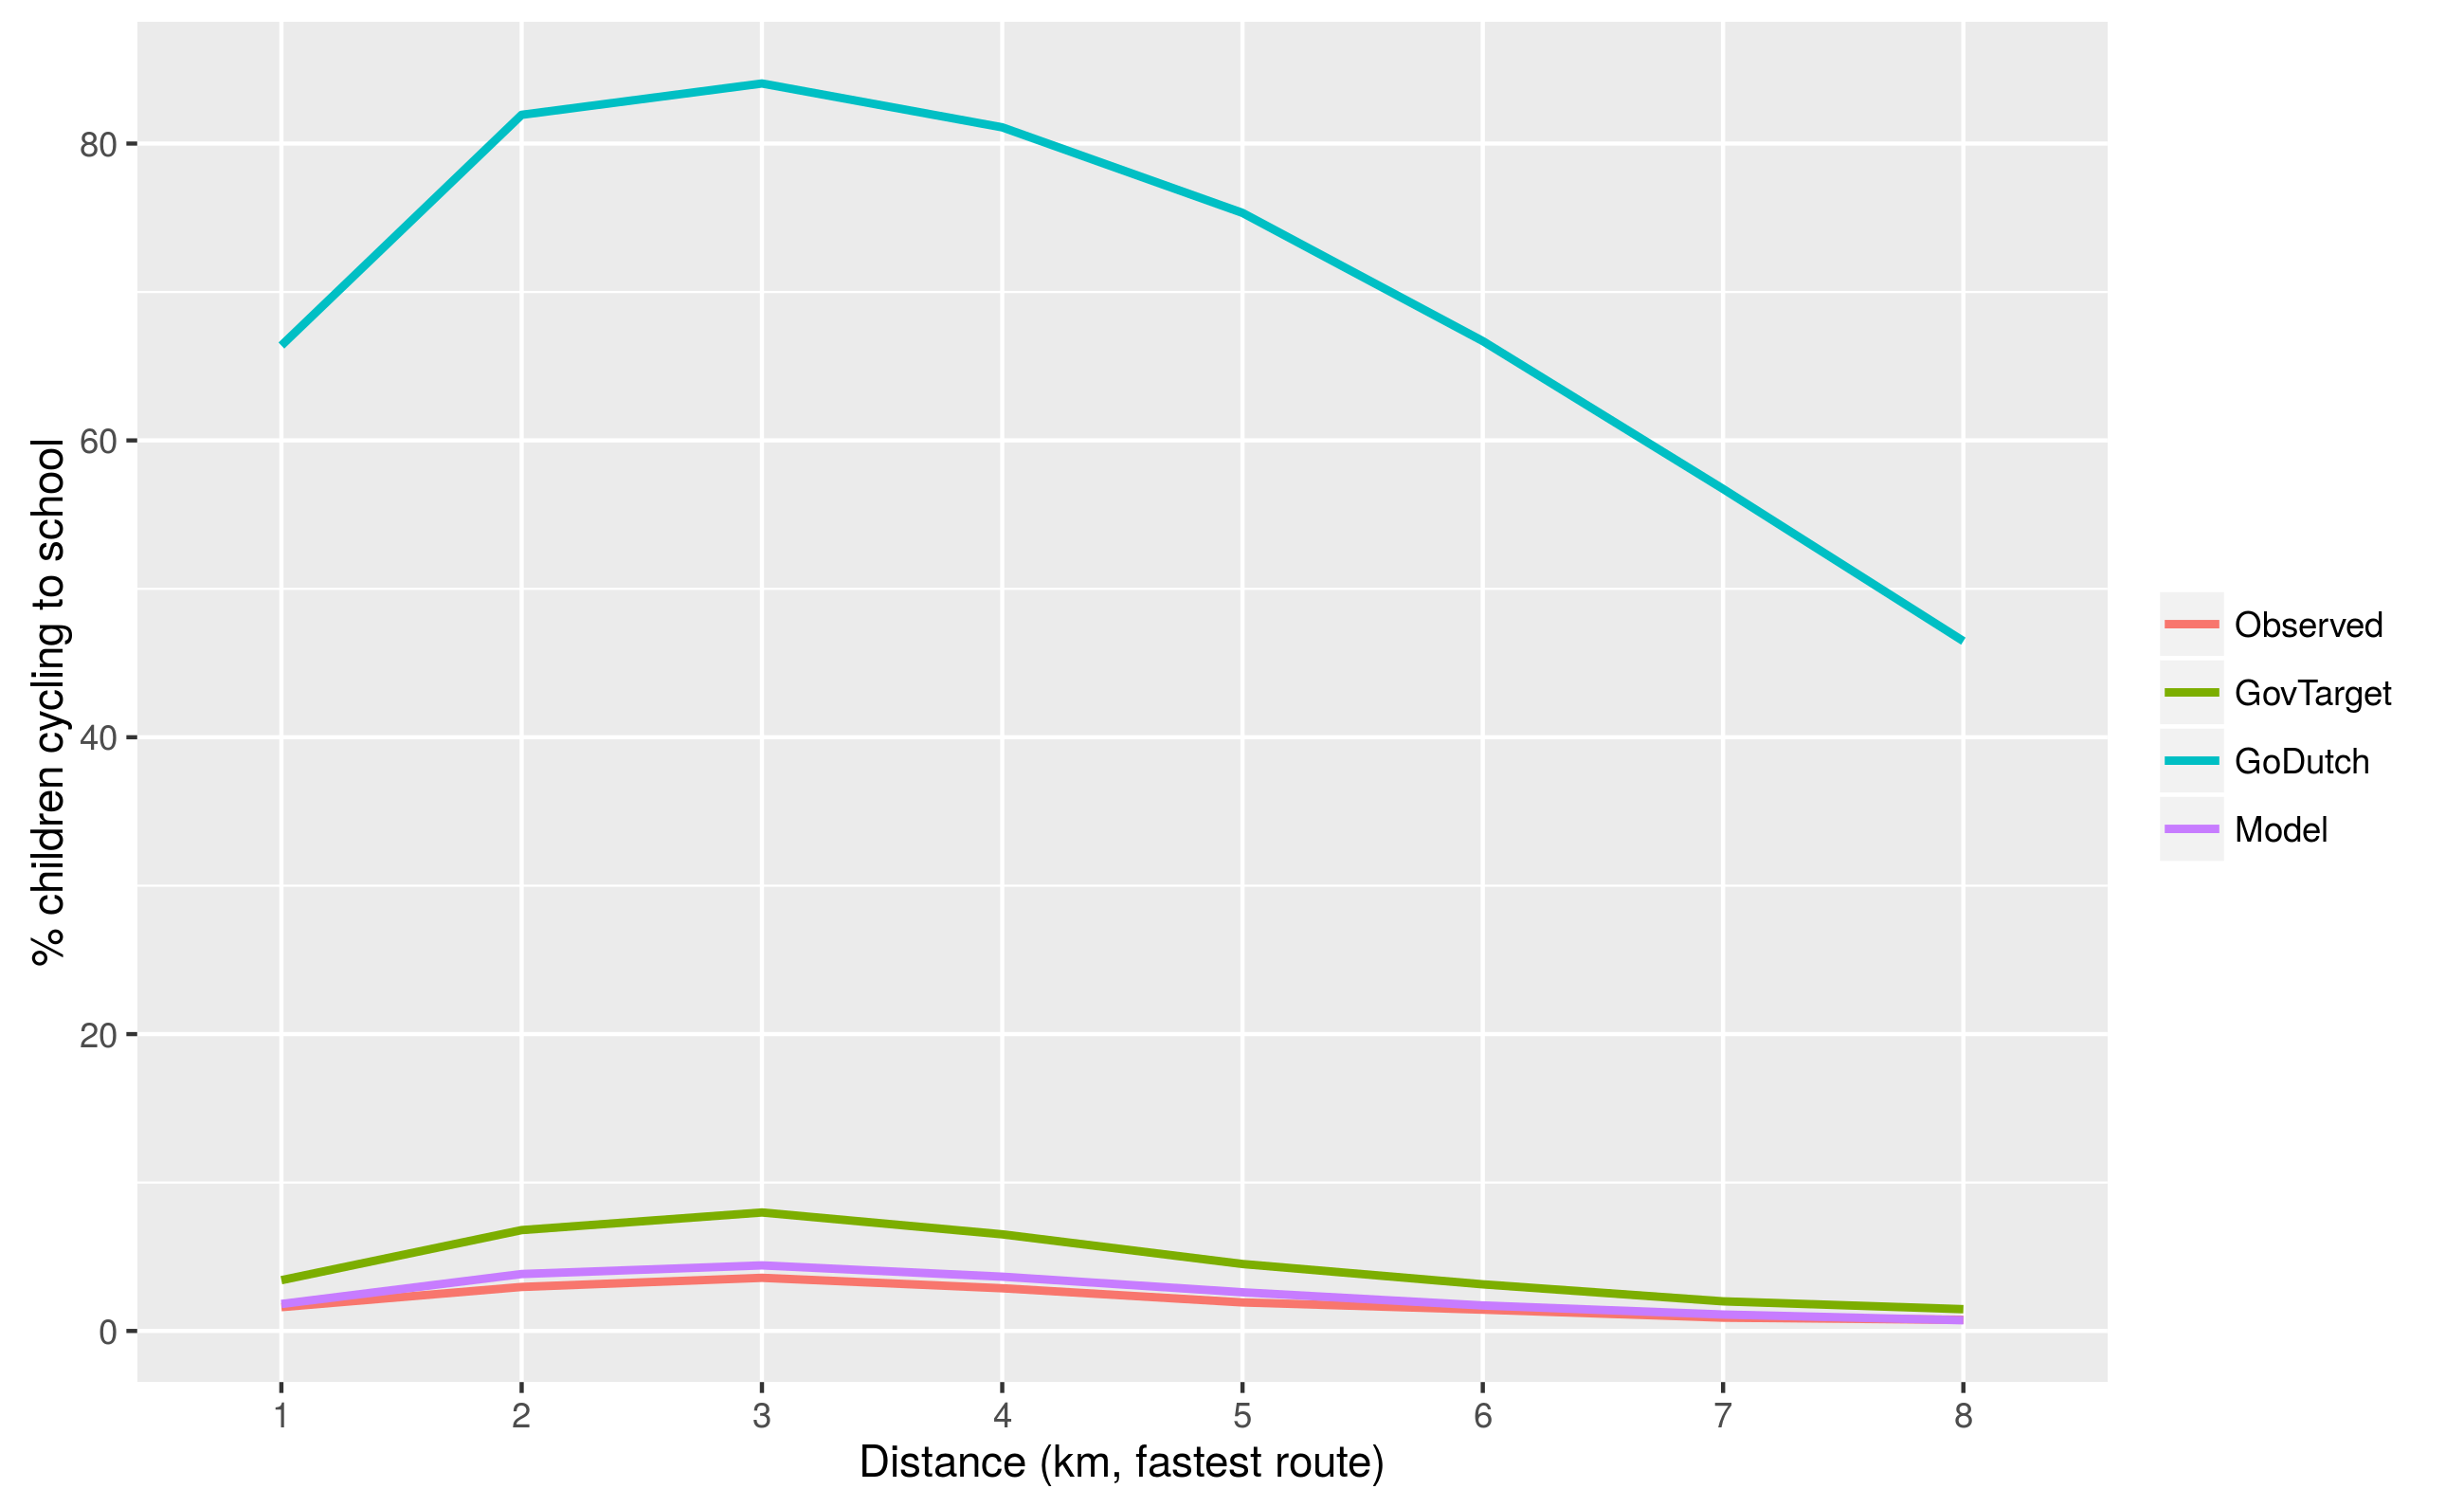 % children cycling to school
80
60
40
20
0
1 2 3 4 5 6 7 8
Distance (km, fastest route)
Observed
GovTarget
GoDutch
Model